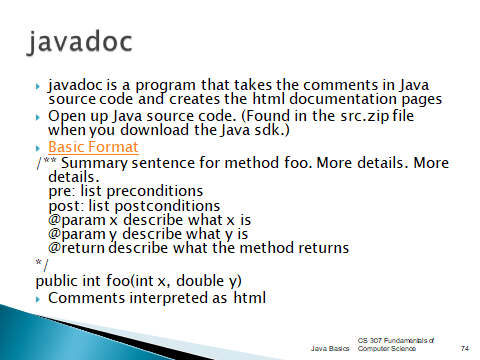 javadoc
javadoc is a program that takes the comments in Java
source code and creates the html documentation pages
Open up Java source code. (Found in the src.zip file
when you download the Java sdk.)
Basic Format
/** Summary sentence for method foo. More details. More
details.
pre: list preconditions
post: list postconditions
@param x describe what x is
@param y describe what y is
@return describe what the method returns
*/
public int foo(int x, double y)
Comments interpreted as html
Java Basics
CS 307 Fundamentals of
Computer Science
74